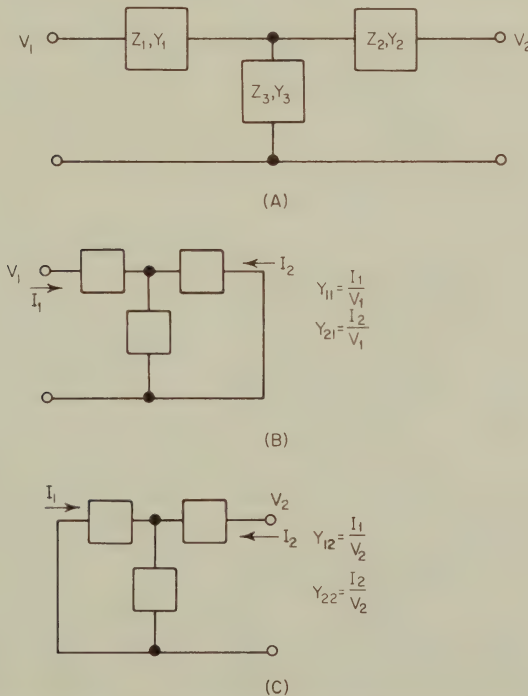 V₁ Z₁,Y₁ Z₂,Y₂ V₂
Z₃,Y₃
(A)
V₁ I₁ I₂
Y₁₁ = I₁/V₁
Y₂₁ = I₂/V₁
(B)
I₁ V₂ I₂
Y₁₂ = I₁/V₂
Y₂₂ = I₂/V₂
(C)